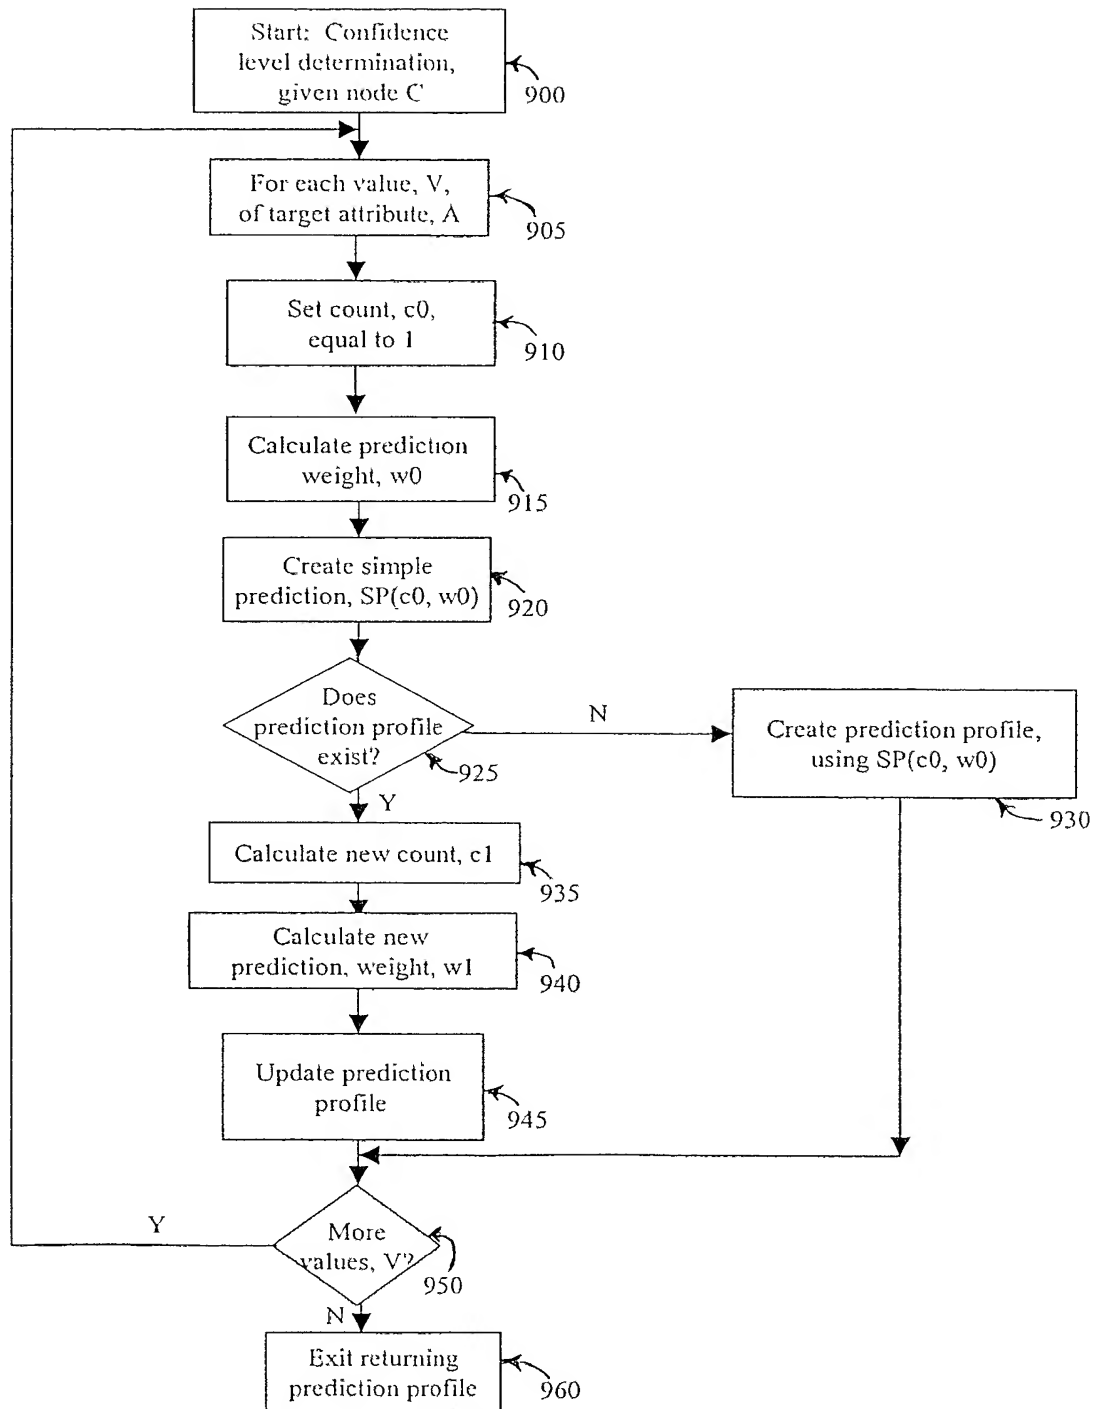 Start: Confidence
level determination,
given node C
900
For each value, V,
of target attribute, A
905
Set count, c0,
equal to 1
910
Calculate prediction
weight, w0
915
Create simple
prediction, SP(c0, w0)
920
Does
prediction profile
exist?
925
N
Create prediction profile,
using SP(c0, w0)
930
Y
Calculate new count, c1
935
Calculate new
prediction, weight, w1
940
Update prediction
profile
945
Y
More
values, V?
950
N
Exit returning
prediction profile
960